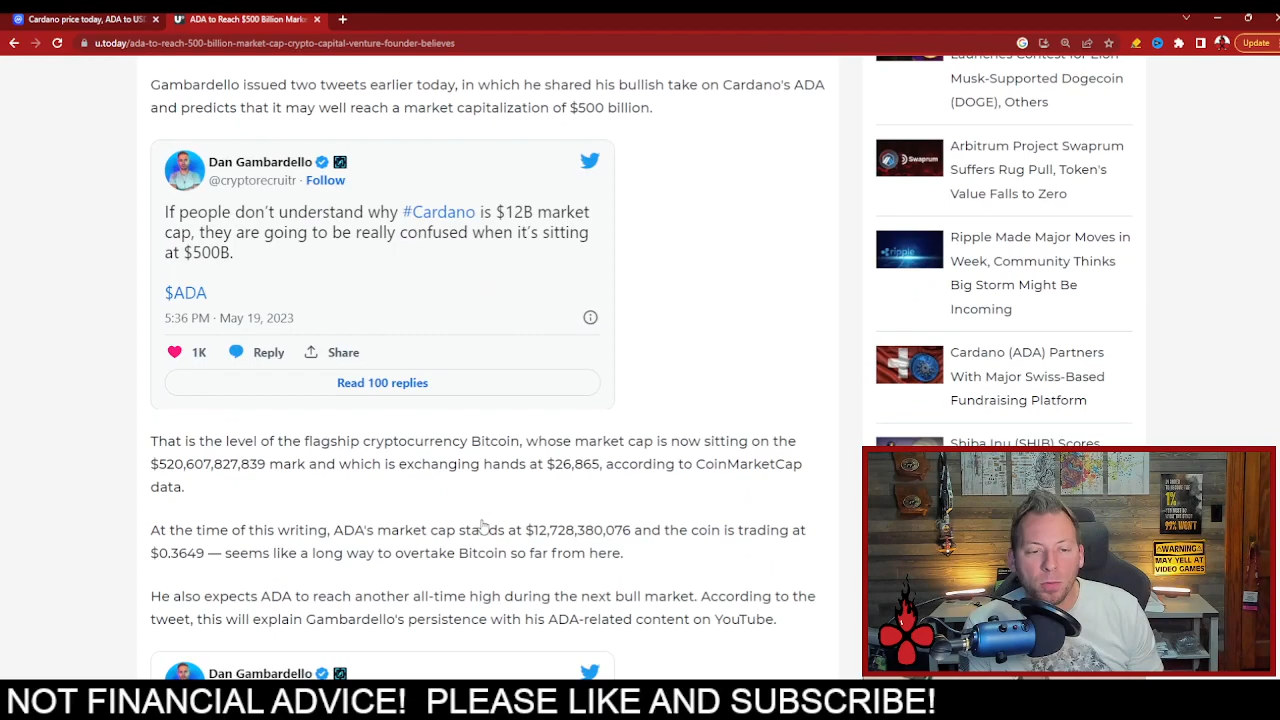 Cardano price today, ADA to USD
ADA to Reach $500 Billion Marke
u.today/ada-to-reach-500-billion-market-cap-crypto-capital-venture-founder-believes
Update
Gambardello issued two tweets earlier today, in which he shared his bullish take on Cardano's ADA
and predicts that it may well reach a market capitalization of $500 billion.
Dan Gambardello
@cryptorecruitr · Follow
If people don't understand why #Cardano is $12B market
cap, they are going to be really confused when it's sitting
at $500B.
$ADA
5:36 PM · May 19, 2023
1K Reply Share
Read 100 replies
That is the level of the flagship cryptocurrency Bitcoin, whose market cap is now sitting on the
$520,607,827,839 mark and which is exchanging hands at $26,865, according to CoinMarketCap
data.
At the time of this writing, ADA's market cap stands at $12,728,380,076 and the coin is trading at
$0.3649 — seems like a long way to overtake Bitcoin so far from here.
He also expects ADA to reach another all-time high during the next bull market. According to the
tweet, this will explain Gambardello's persistence with his ADA-related content on YouTube.
Dan Gambardello
Launches Contest for Elon
Musk-Supported Dogecoin
(DOGE), Others
Swaprum
Arbitrum Project Swaprum
Suffers Rug Pull, Token's
Value Falls to Zero
ripple
Ripple Made Major Moves in
Week, Community Thinks
Big Storm Might Be
Incoming
Cardano (ADA) Partners
With Major Swiss-Based
Fundraising Platform
Shiba Inu (SHIB) Scores
1%
99% WON'T
WARNING
MAY YELL AT
VIDEO GAMES
NOT FINANCIAL ADVICE! PLEASE LIKE AND SUBSCRIBE!